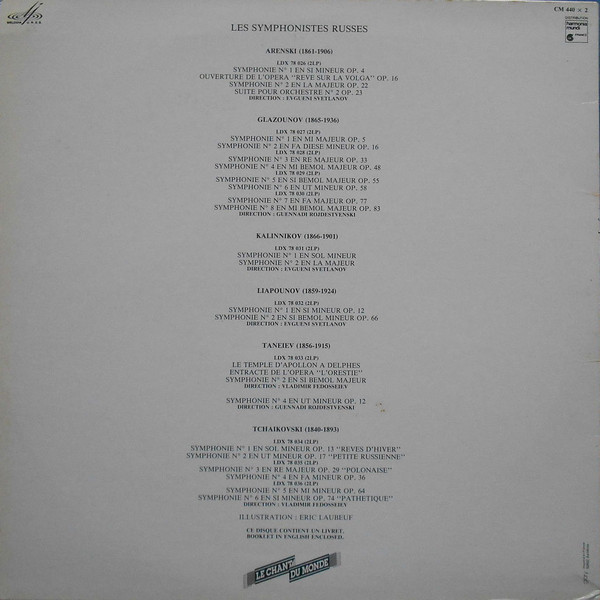 LES SYMPHONISTES RUSSES
CM 440 x 2
DISTRIBUTION
harmonia
mundi
ARENSKI (1861-1906)
LDX 78 026 (2LP)
SYMPHONIE N° 1 EN SI MINEUR OP. 4
OUVERTURE DE L'OPERA "REVE SUR LA VOLGA" OP. 16
SYMPHONIE N° 2 EN LA MAJEUR OP. 22
SUITE POUR ORCHESTRE N° 2 OP. 23
DIRECTION : EVGUENI SVETLANOV
GLAZOUNOV (1865-1936)
LDX 78 027 (2LP)
SYMPHONIE N° 1 EN MI MAJEUR OP. 5
SYMPHONIE N° 2 EN FA DIESE MINEUR OP. 16
LDX 78 028 (2LP)
SYMPHONIE N° 3 EN RE MAJEUR OP. 33
SYMPHONIE N° 4 EN MI BEMOL MAJEUR OP. 48
LDX 78 029 (2LP)
SYMPHONIE N° 5 EN SI BEMOL MAJEUR OP. 55
SYMPHONIE N° 6 EN UT MINEUR OP. 58
LDX 78 030 (2LP)
SYMPHONIE N° 7 EN FA MAJEUR OP. 77
SYMPHONIE N° 8 EN MI BEMOL MAJEUR OP. 83
DIRECTION : GUENNADI ROJDESTVENSKI
KALINNIKOV (1866-1901)
LDX 78 031 (2LP)
SYMPHONIE N° 1 EN SOL MINEUR
SYMPHONIE N° 2 EN LA MAJEUR
DIRECTION : EVGUENI SVETLANOV
LIAPOUNOV (1859-1924)
LDX 78 032 (2LP)
SYMPHONIE N° 1 EN SI MINEUR OP. 12
SYMPHONIE N° 2 EN SI BEMOL MINEUR OP. 66
DIRECTION : EVGUENI SVETLANOV
TANEIEV (1856-1915)
LDX 78 033 (2LP)
LE TEMPLE D'APOLLON A DELPHES
ENTRACTE DE L'OPERA "L'ORESTIE"
SYMPHONIE N° 2 EN SI BEMOL MAJEUR
DIRECTION : VLADIMIR FEDOSSEIEV
SYMPHONIE N° 4 EN UT MINEUR OP. 12
DIRECTION : GUENNADI ROJDESTVENSKI
TCHAIKOVSKI (1840-1893)
LDX 78 034 (2LP)
SYMPHONIE N° 1 EN SOL MINEUR OP. 13 "REVES D'HIVER"
SYMPHONIE N° 2 EN UT MINEUR OP. 17 "PETITE RUSSIENNE"
LDX 78 035 (2LP)
SYMPHONIE N° 3 EN RE MAJEUR OP. 29 "POLONAISE"
SYMPHONIE N° 4 EN FA MINEUR OP. 36
LDX 78 036 (2LP)
SYMPHONIE N° 5 EN MI MINEUR OP. 64
SYMPHONIE N° 6 EN SI MINEUR OP. 74 "PATHETIQUE"
DIRECTION : VLADIMIR FEDOSSEIEV
ILLUSTRATION : ERIC LAUBEUF
CE DISQUE CONTIENT UN LIVRET.
BOOKLET IN ENGLISH ENCLOSED.
LE CHANT
DU MONDE